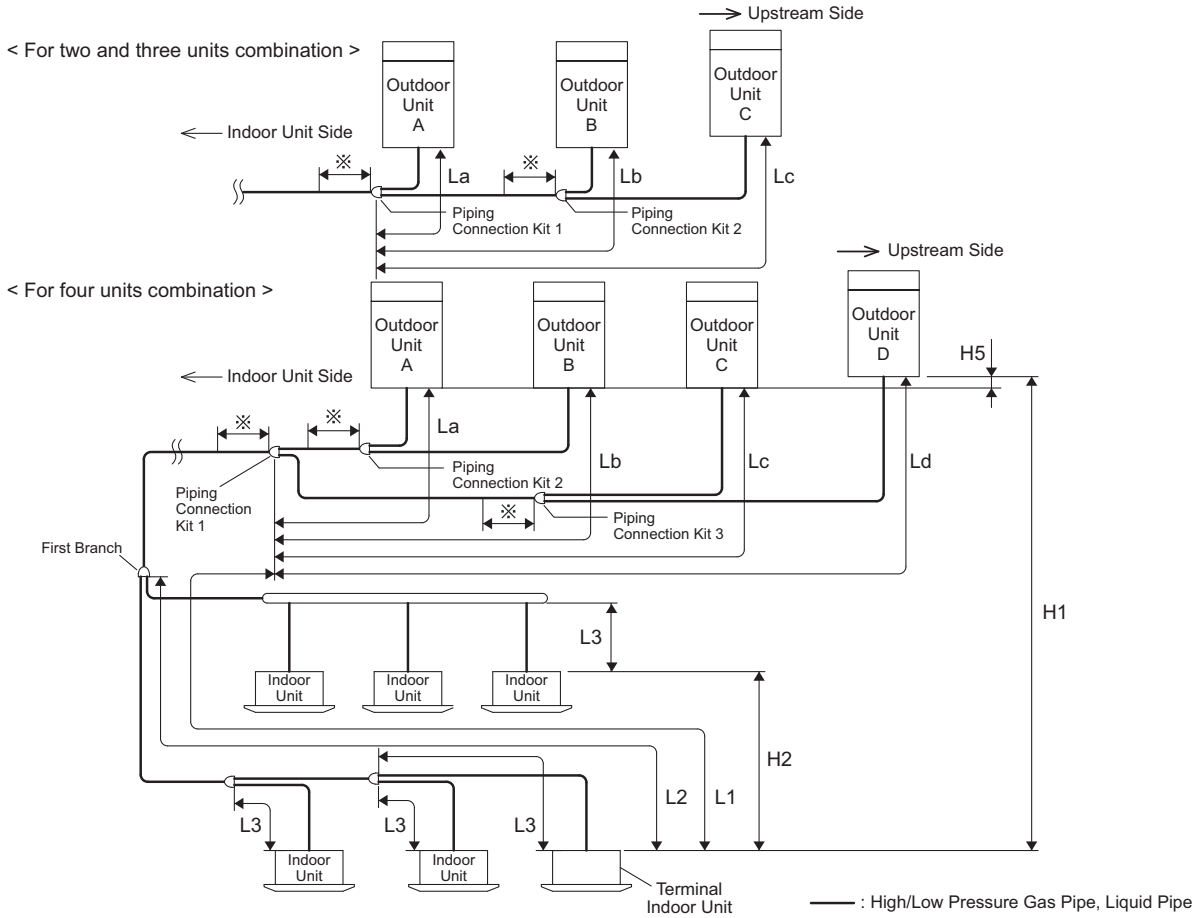 Upstream Side
< For two and three units combination >
Outdoor
Unit
A
Outdoor
Unit
B
Outdoor
Unit
C
Indoor Unit Side
※
La
※
Lb
Lc
Piping
Connection Kit 1
Piping
Connection Kit 2
Upstream Side
< For four units combination >
Outdoor
Unit
A
Outdoor
Unit
B
Outdoor
Unit
C
Outdoor
Unit
D
H5
Indoor Unit Side
※
※
La
Lb
Lc
Ld
Piping
Connection
Kit 1
Piping
Connection Kit 2
※
Piping
Connection Kit 3
First Branch
H1
L3
Indoor
Unit
Indoor
Unit
Indoor
Unit
H2
L2
L1
L3
L3
L3
Indoor
Unit
Indoor
Unit
Terminal
Indoor Unit
: High/Low Pressure Gas Pipe, Liquid Pipe